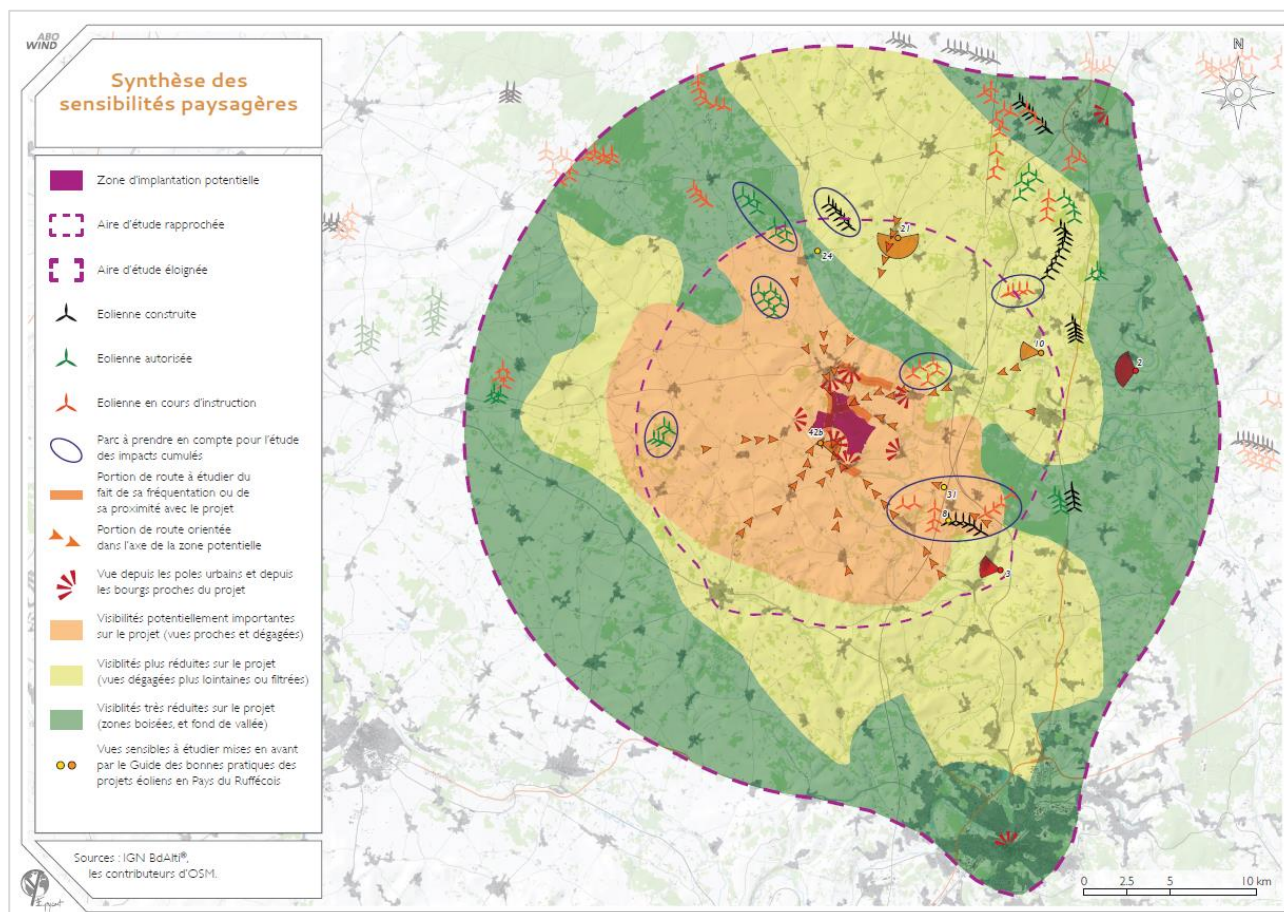 ABO
WIND
Synthèse des
sensibilités paysagères
Zone d'implantation potentielle
Aire d'étude rapprochée
Aire d'étude éloignée
Eolienne construite
Eolienne autorisée
Eolienne en cours d'instruction
Parc à prendre en compte pour l'étude
des impacts cumulés
Portion de route à étudier du
fait de sa fréquentation ou de
sa proximité avec le projet
Portion de route orientée
dans l'axe de la zone potentielle
Vue depuis les poles urbains et depuis
les bourgs proches du projet
Visibilités potentiellement importantes
sur le projet (vues proches et dégagées)
Visiblités plus réduites sur le projet
(vues dégagées plus lointaines ou filtrées)
Visiblités très réduites sur le projet
(zones boisées, et fond de vallée)
Vues sensibles à étudier mises en avant
par le Guide des bonnes pratiques des
projets éoliens en Pays du Ruffécois
Sources : IGN BdAlti®,
les contributeurs d'OSM.
N
21
24
10
2
42b
31
8
3
0 2.5 5 10 km